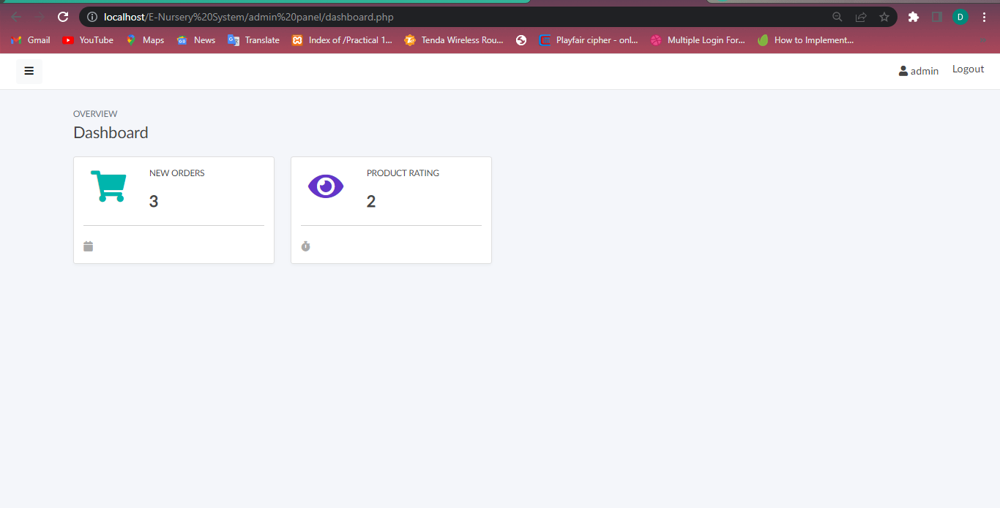 localhost/E-Nursery%20System/admin%20panel/dashboard.php
D
Gmail YouTube Maps News Translate Index of /Practical 1... Tenda Wireless Rou... Playfair cipher - onl... Multiple Login For... How to Implement...
admin Logout
OVERVIEW
Dashboard
NEW ORDERS
3
PRODUCT RATING
2